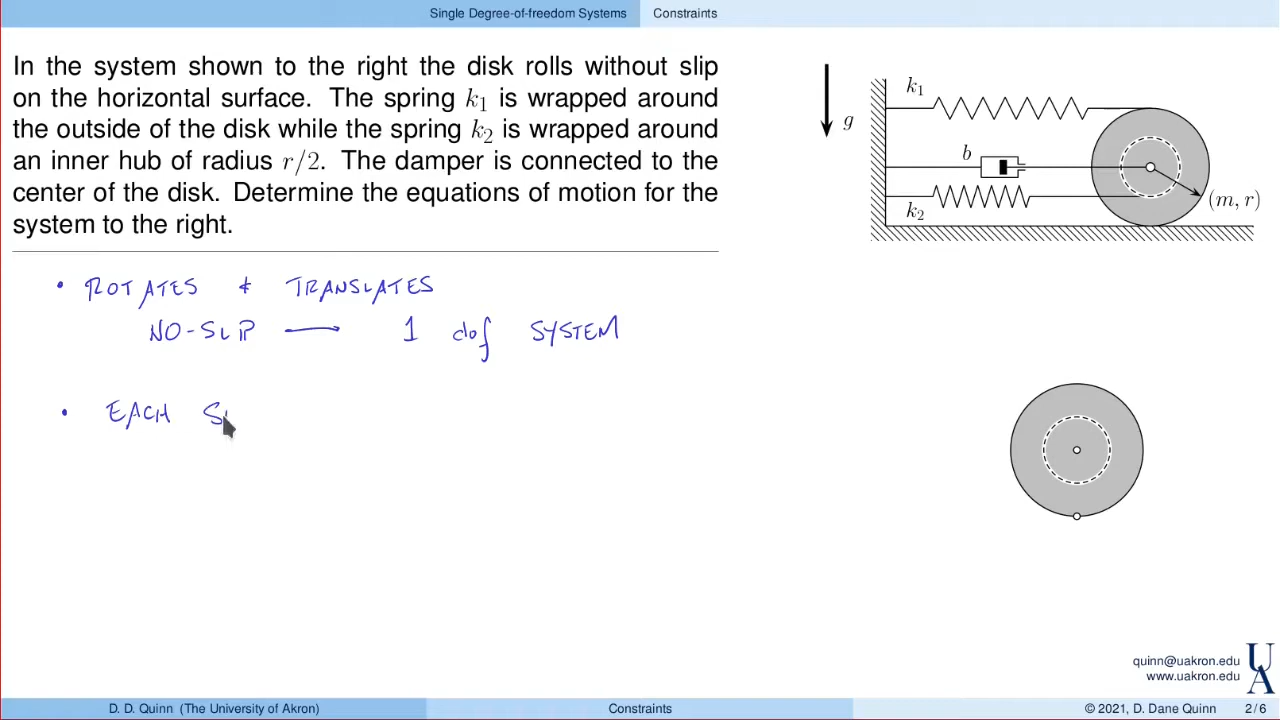 Single Degree-of-freedom Systems Constraints
In the system shown to the right the disk rolls without slip
on the horizontal surface. The spring k₁ is wrapped around
the outside of the disk while the spring k₂ is wrapped around
an inner hub of radius r/2. The damper is connected to the
center of the disk. Determine the equations of motion for the
system to the right.
g
k₁
b
k₂
(m, r)
• ROTATES & TRANSLATES
NO-SLIP — 1 dof SYSTEM
• EACH
quinn@uakron.edu
www.uakron.edu
UA
D. D. Quinn (The University of Akron) Constraints © 2021, D. Dane Quinn 2 / 6